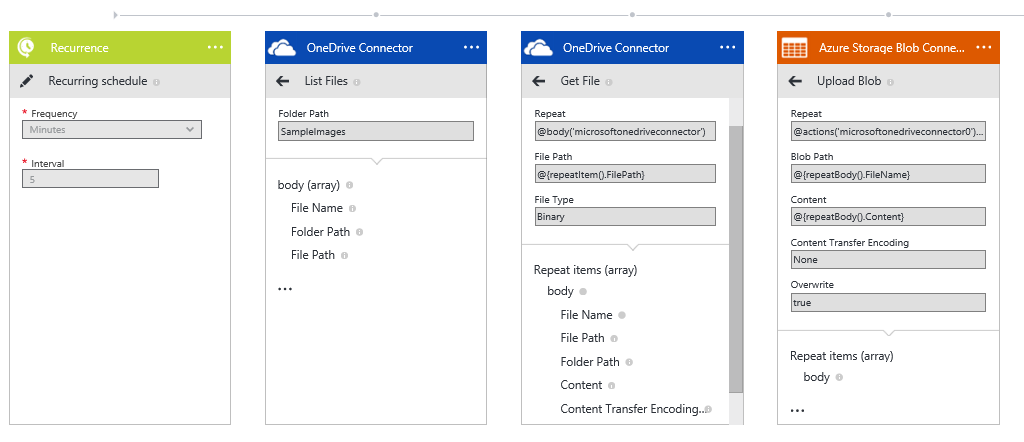 Recurrence
Recurring schedule
* Frequency
Minutes
* Interval
5
OneDrive Connector
List Files
Folder Path
SampleImages
body (array)
File Name
Folder Path
File Path
...
OneDrive Connector
Get File
Repeat
@body('microsoftonedriveconnector')
File Path
@{repeatItem().FilePath}
File Type
Binary
Repeat items (array)
body
File Name
File Path
Folder Path
Content
Content Transfer Encoding...
Azure Storage Blob Conne...
Upload Blob
Repeat
@actions('microsoftonedriveconnector0')...
Blob Path
@{repeatBody().FileName}
Content
@{repeatBody().Content}
Content Transfer Encoding
None
Overwrite
true
Repeat items (array)
body
...